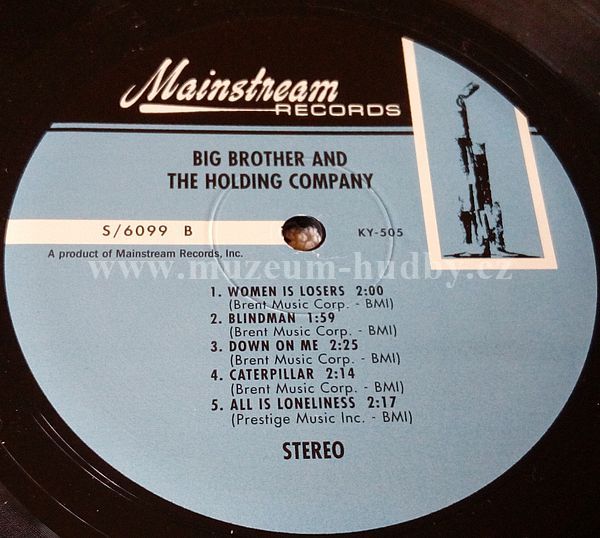 Mainstream
RECORDS
BIG BROTHER AND
THE HOLDING COMPANY
S/6099 B
KY-505
A product of Mainstream Records, Inc.
www.muzeum-hudby.cz
1. WOMEN IS LOSERS 2:00
(Brent Music Corp. - BMI)
2. BLINDMAN 1:59
(Brent Music Corp. - BMI)
3. DOWN ON ME 2:25
(Brent Music Corp. - BMI)
4. CATERPILLAR 2:14
(Brent Music Corp. - BMI)
5. ALL IS LONELINESS 2:17
(Prestige Music Inc. - BMI)
STEREO